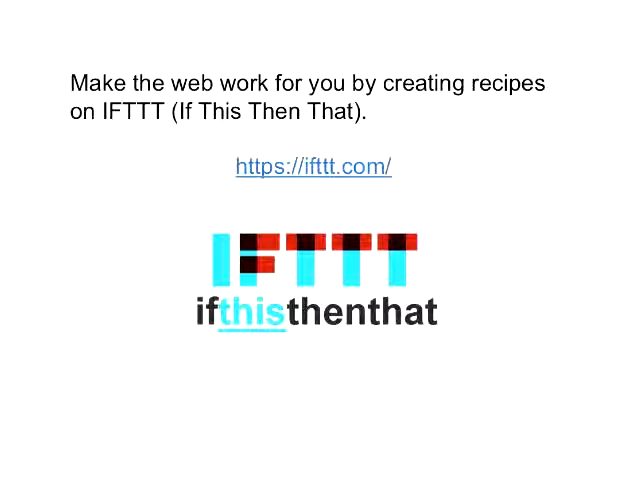 Make the web work for you by creating recipes
on IFTTT (If This Then That).
https://ifttt.com/
IFTTT
ifthisthenthat